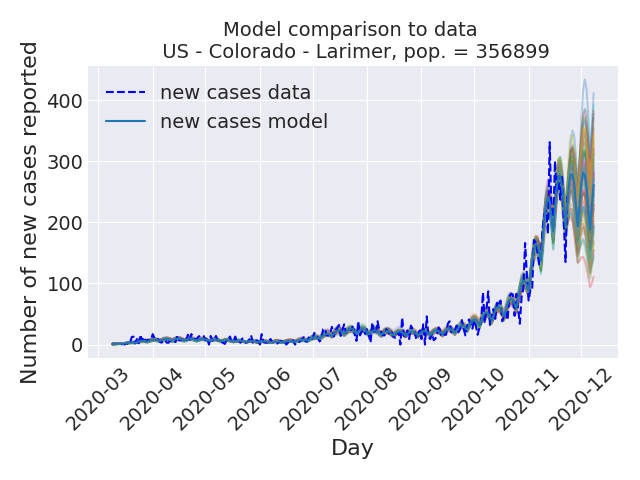 Model comparison to data
US - Colorado - Larimer, pop. = 356899
Number of new cases reported
400
300
200
100
0
new cases data
new cases model
2020-03
2020-04
2020-05
2020-06
2020-07
2020-08
2020-09
2020-10
2020-11
2020-12
Day